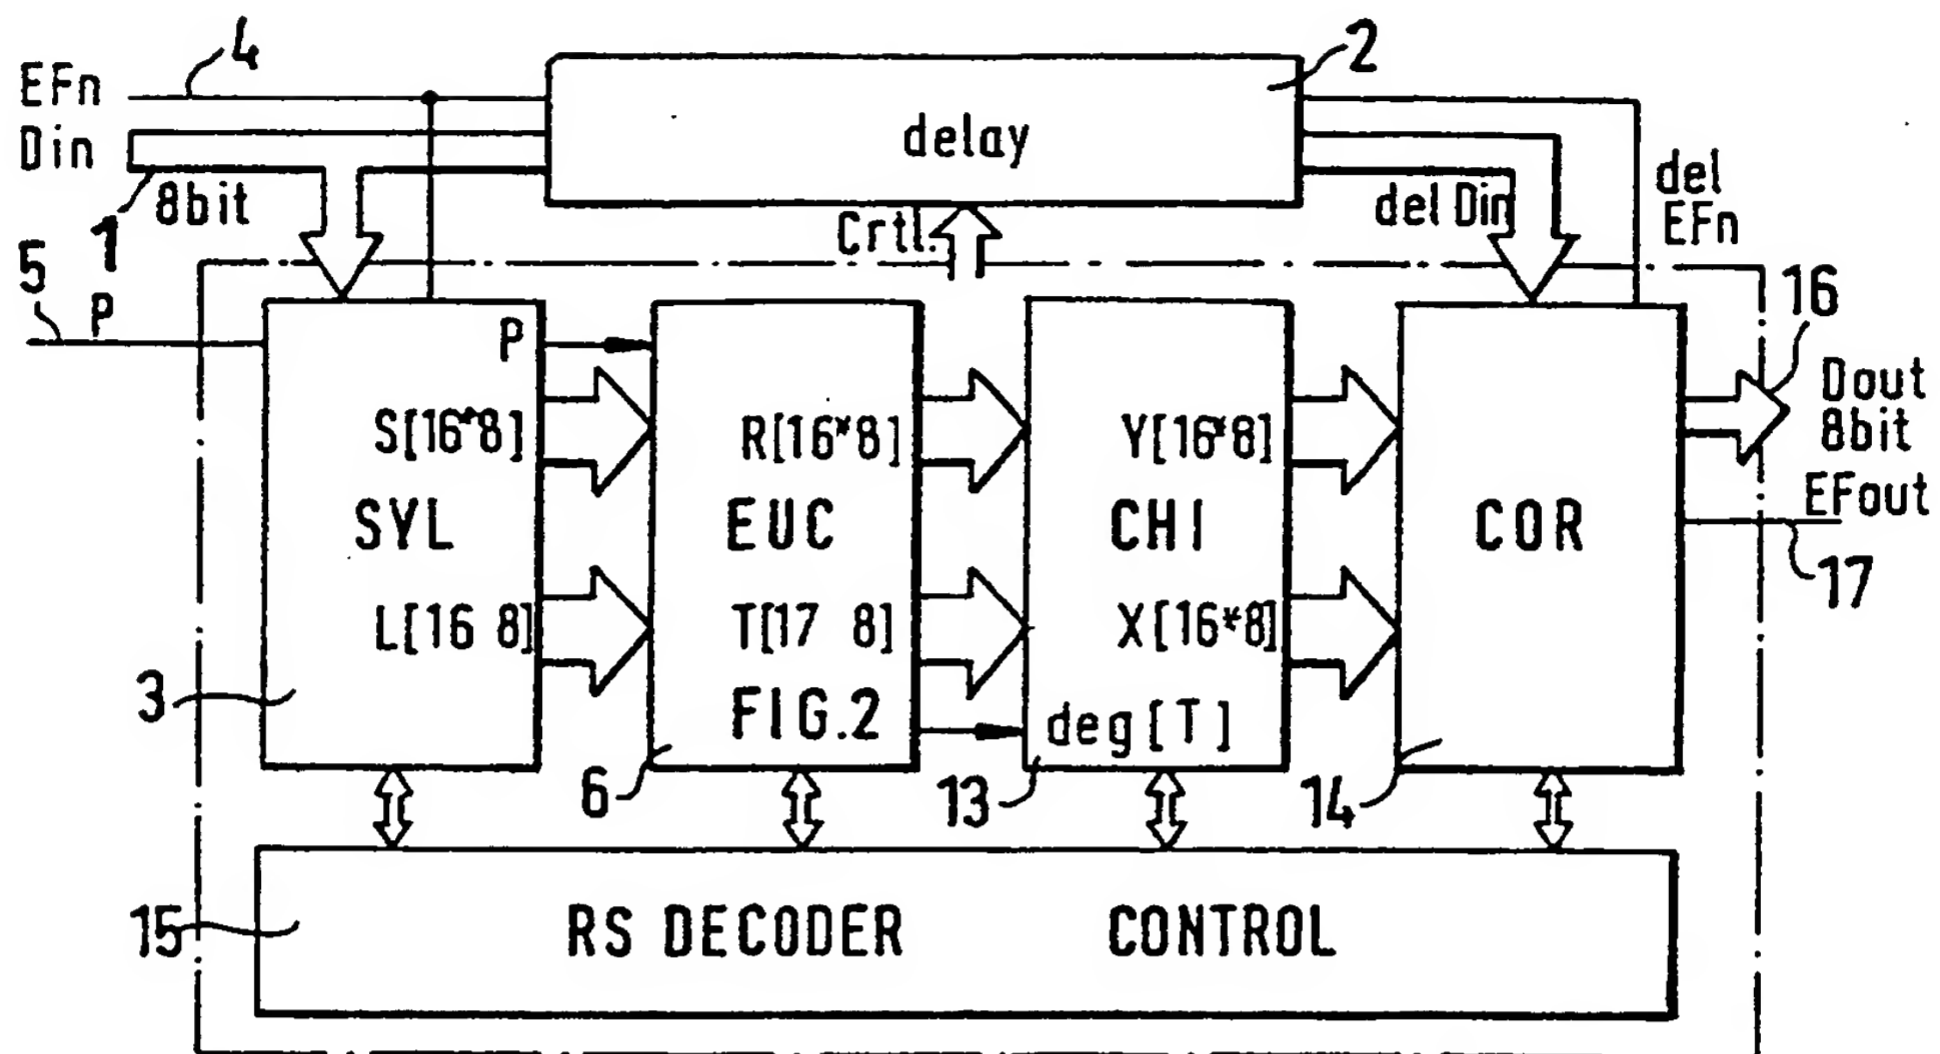 4
2
EFn
Din
delay
1
8bit
Crtl.
del Din
del
EFn
5
P
16
P
Dout
8bit
S[16*8]
R[16*8]
Y[16*8]
EFout
SYL
EUC
CHI
COR
17
L[16 8]
T[17 8]
X[16*8]
3
FIG.2
deg[T]
6
13
14
15
RS DECODER CONTROL